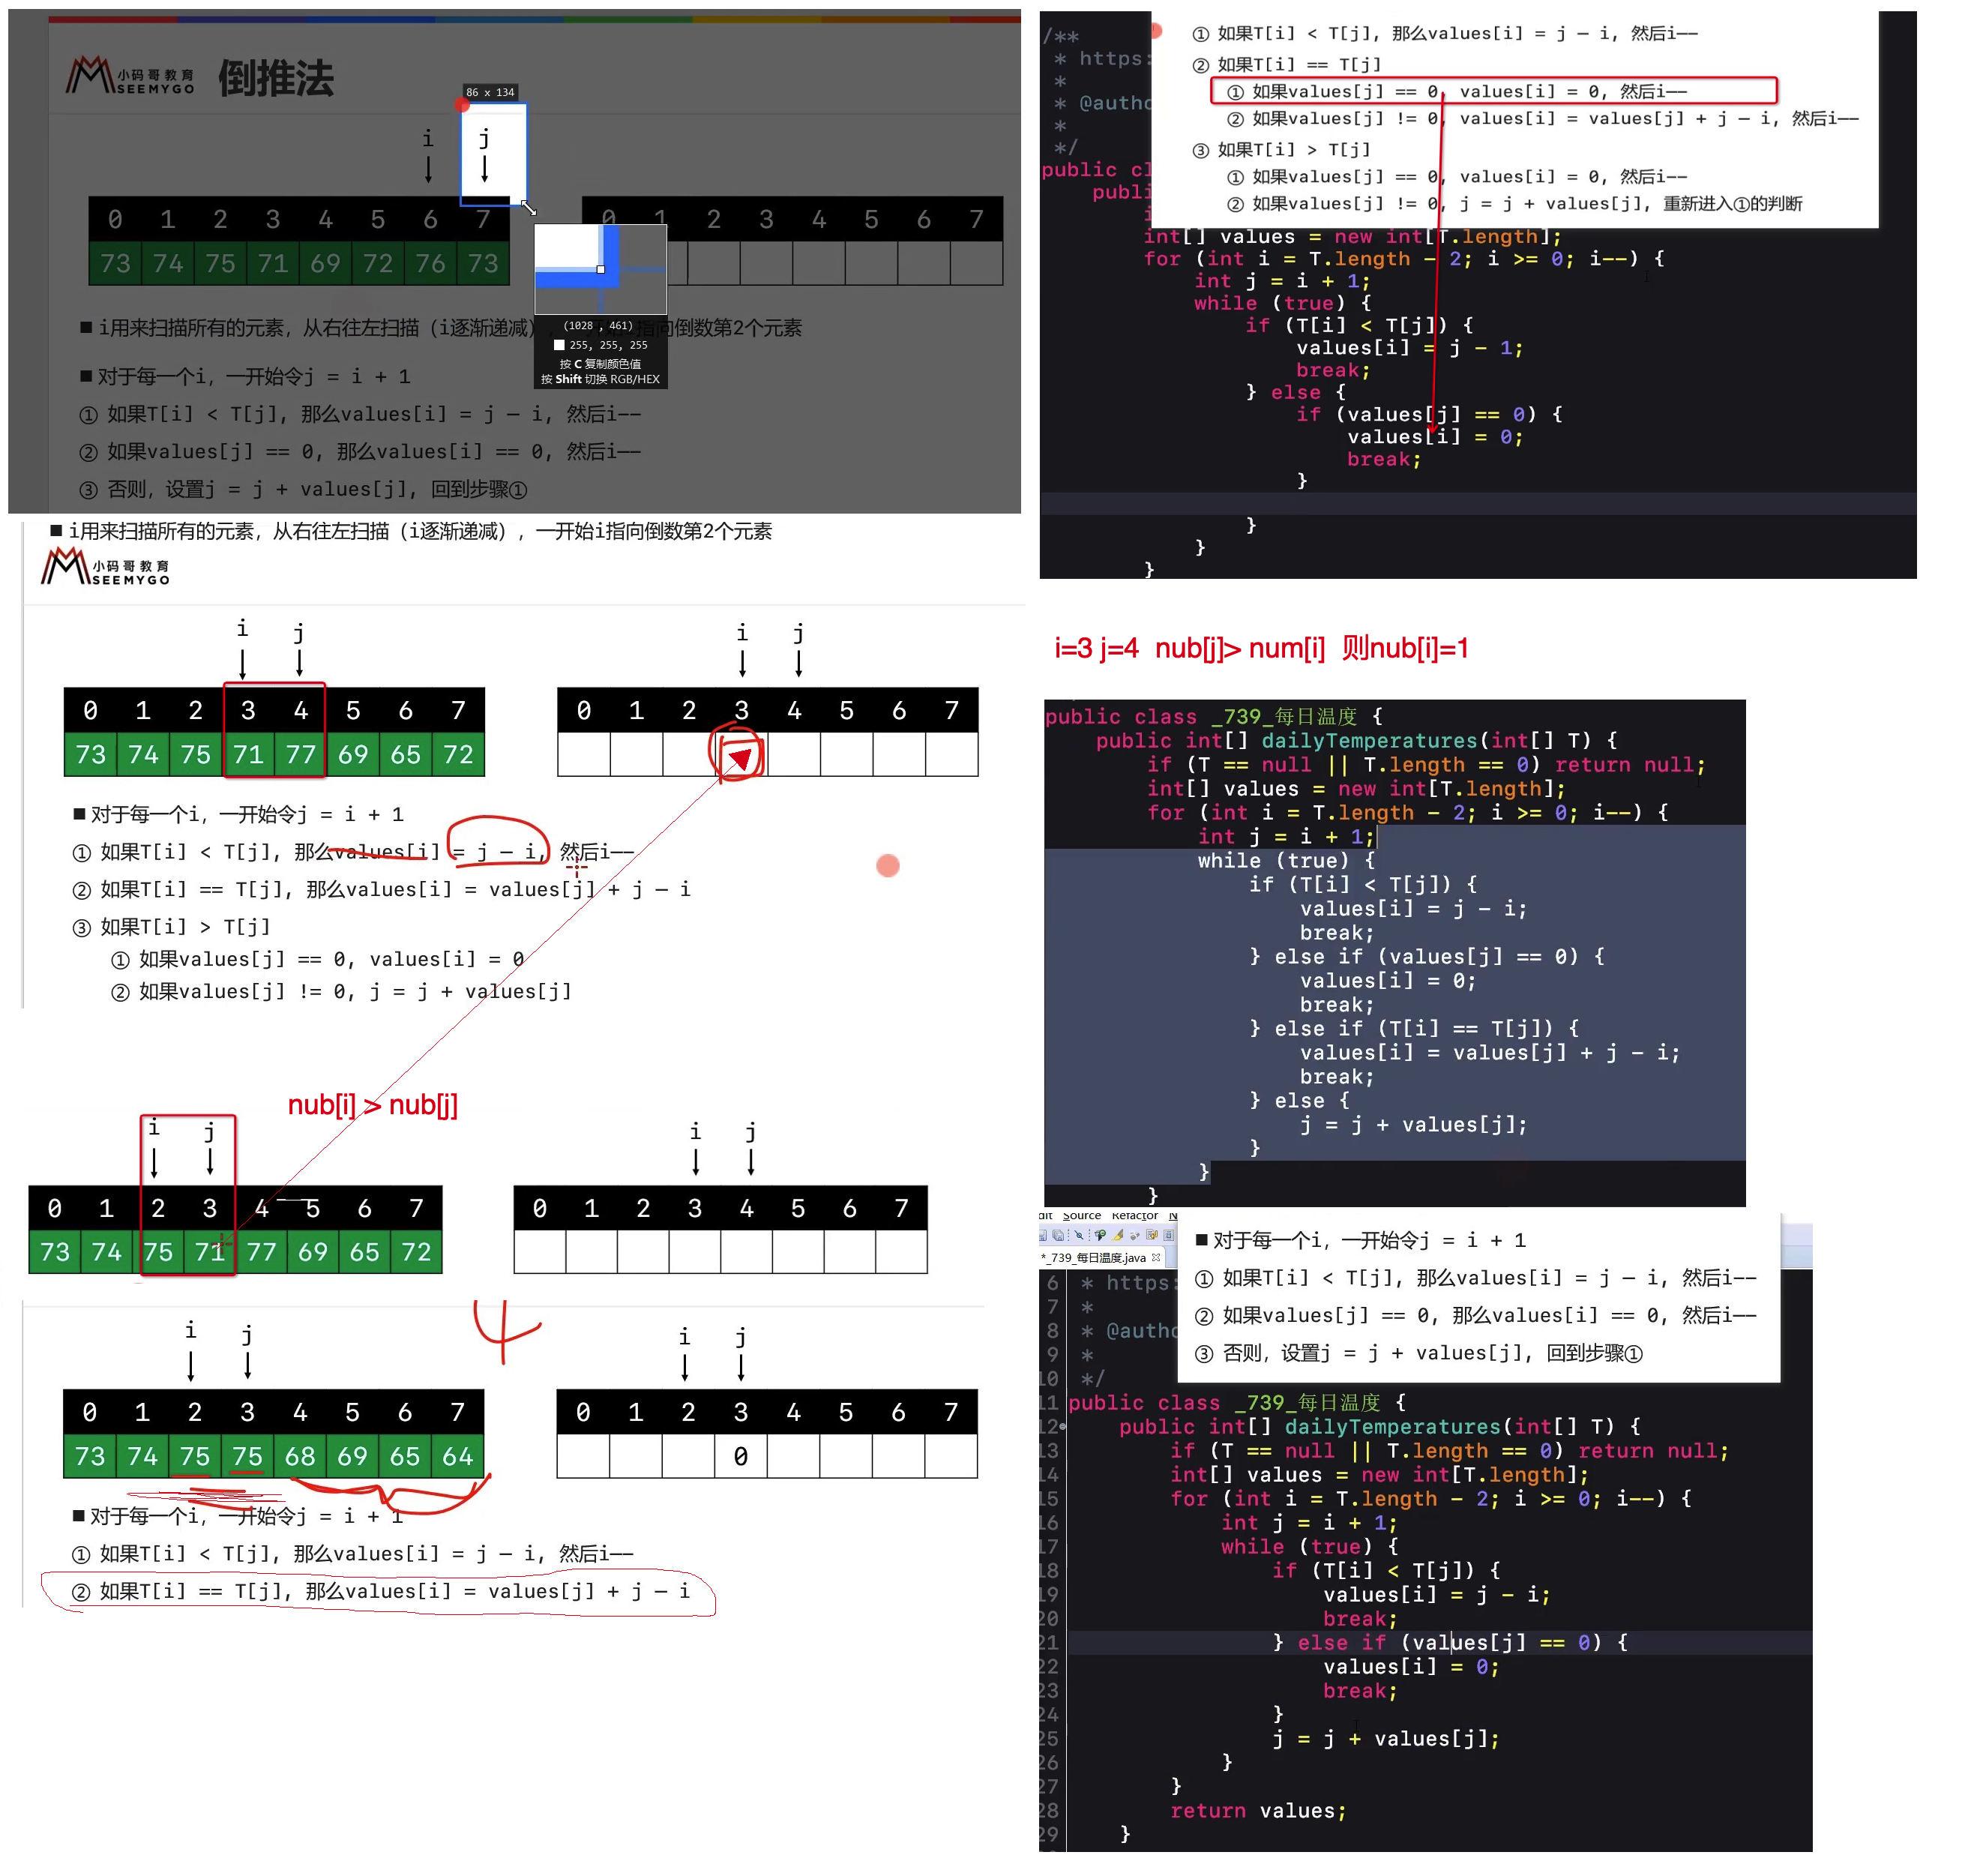 小码哥教育
SEEMYGO
倒推法
86 x 134
i j
0 1 2 3 4 5 6 7
73 74 75 71 69 72 76 73
0 1 2 3 4 5 6 7
(1028, 461)
255, 255, 255
按 C 复制颜色值
按 Shift 切换 RGB/HEX
■ i用来扫描所有的元素，从右往左扫描（i逐渐递减） 指向倒数第2个元素
■ 对于每一个i，一开始令j = i + 1
① 如果T[i] < T[j], 那么values[i] = j − i, 然后i−−
② 如果values[j] == 0, 那么values[i] == 0, 然后i−−
③ 否则，设置j = j + values[j], 回到步骤①
■ i用来扫描所有的元素，从右往左扫描（i逐渐递减），一开始i指向倒数第2个元素
小码哥教育
SEEMYGO
i j
i j
0 1 2 3 4 5 6 7
73 74 75 71 77 69 65 72
0 1 2 3 4 5 6 7
■ 对于每一个i，一开始令j = i + 1
① 如果T[i] < T[j], 那么values[i] = j − i, 然后i−−
② 如果T[i] == T[j], 那么values[i] = values[j] + j − i
③ 如果T[i] > T[j]
① 如果values[j] == 0, values[i] = 0
② 如果values[j] != 0, j = j + values[j]
nub[i] > nub[j]
i j
i j
0 1 2 3 4 5 6 7
73 74 75 71 77 69 65 72
0 1 2 3 4 5 6 7
i j
i j
0 1 2 3 4 5 6 7
73 74 75 75 68 69 65 64
0 1 2 3 4 5 6 7
0
■ 对于每一个i，一开始令j = i + 1
① 如果T[i] < T[j], 那么values[i] = j − i, 然后i−−
② 如果T[i] == T[j], 那么values[i] = values[j] + j − i
① 如果T[i] < T[j], 那么values[i] = j − i, 然后i−−
② 如果T[i] == T[j]
① 如果values[j] == 0, values[i] = 0, 然后i−−
② 如果values[j] != 0, values[i] = values[j] + j − i, 然后i−−
③ 如果T[i] > T[j]
① 如果values[j] == 0, values[i] = 0, 然后i−−
② 如果values[j] != 0, j = j + values[j], 重新进入①的判断
/**
* https:
*
* @autho
*
*/
public cl
publi
int[] values = new int[T.length];
for (int i = T.length - 2; i >= 0; i--) {
int j = i + 1;
while (true) {
if (T[i] < T[j]) {
values[i] = j - 1;
break;
} else {
if (values[j] == 0) {
values[i] = 0;
break;
}
}
}
}
i=3 j=4 nub[j]> num[i] 则nub[i]=1
public class _739_每日温度 {
public int[] dailyTemperatures(int[] T) {
if (T == null || T.length == 0) return null;
int[] values = new int[T.length];
for (int i = T.length - 2; i >= 0; i--) {
int j = i + 1;
while (true) {
if (T[i] < T[j]) {
values[i] = j - i;
break;
} else if (values[j] == 0) {
values[i] = 0;
break;
} else if (T[i] == T[j]) {
values[i] = values[j] + j - i;
break;
} else {
j = j + values[j];
}
}
}
dit Source Refactor N
*_739_每日温度.java
■ 对于每一个i，一开始令j = i + 1
① 如果T[i] < T[j], 那么values[i] = j − i, 然后i−−
② 如果values[j] == 0, 那么values[i] == 0, 然后i−−
③ 否则，设置j = j + values[j], 回到步骤①
6 * https:
7 *
8 * @autho
9 *
10 */
11 public class _739_每日温度 {
12 public int[] dailyTemperatures(int[] T) {
13 if (T == null || T.length == 0) return null;
14 int[] values = new int[T.length];
15 for (int i = T.length - 2; i >= 0; i--) {
16 int j = i + 1;
17 while (true) {
18 if (T[i] < T[j]) {
19 values[i] = j - i;
20 break;
21 } else if (values[j] == 0) {
22 values[i] = 0;
23 break;
24 }
25 j = j + values[j];
26 }
27 }
28 return values;
29 }